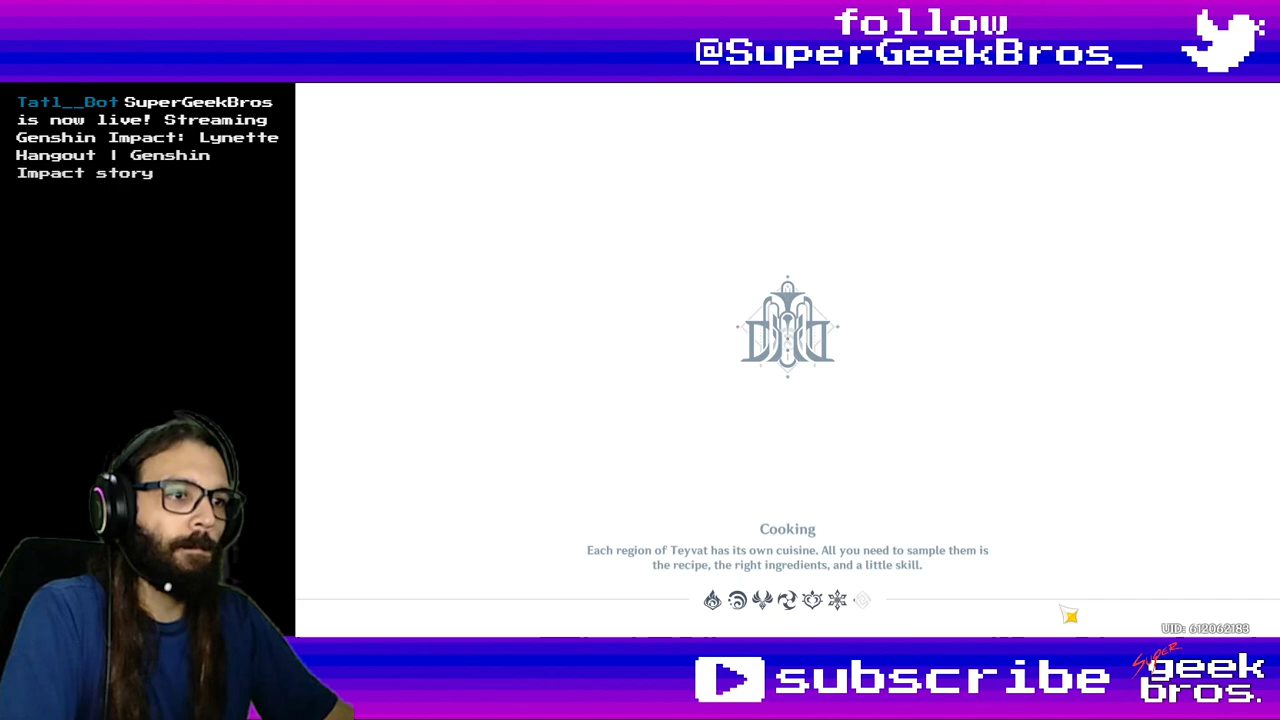 follow
@SuperGeekBros_
Tatl__Bot SuperGeekBros
is now live! Streaming
Genshin Impact: Lynette
Hangout | Genshin
Impact story
Cooking
Each region of Teyvat has its own cuisine. All you need to sample them is
the recipe, the right ingredients, and a little skill.
UID: 612062183
subscribe
SUPER
geek
bros.